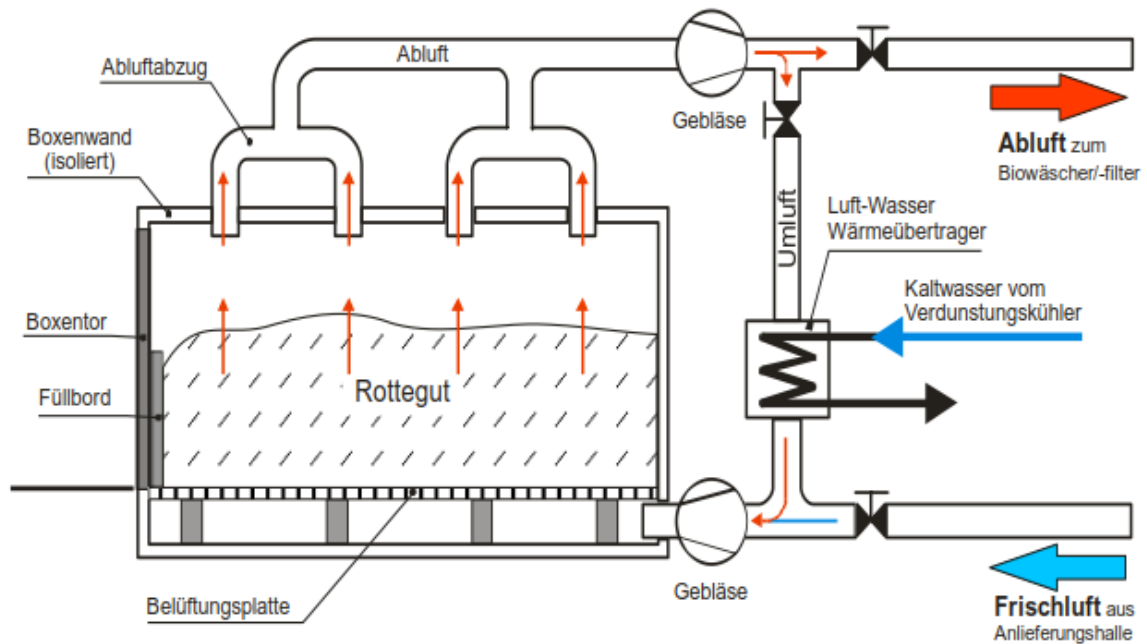 Abluft
Abluftabzug
Gebläse
Boxenwand
(isoliert)
Abluft zum
Biowäscher/-filter
Umluft
Luft-Wasser
Wärmeübertrager
Kaltwasser vom
Verdunstungskühler
Boxentor
Füllbord
Rottegut
Belüftungsplatte
Gebläse
Frischluft aus
Anlieferungshalle